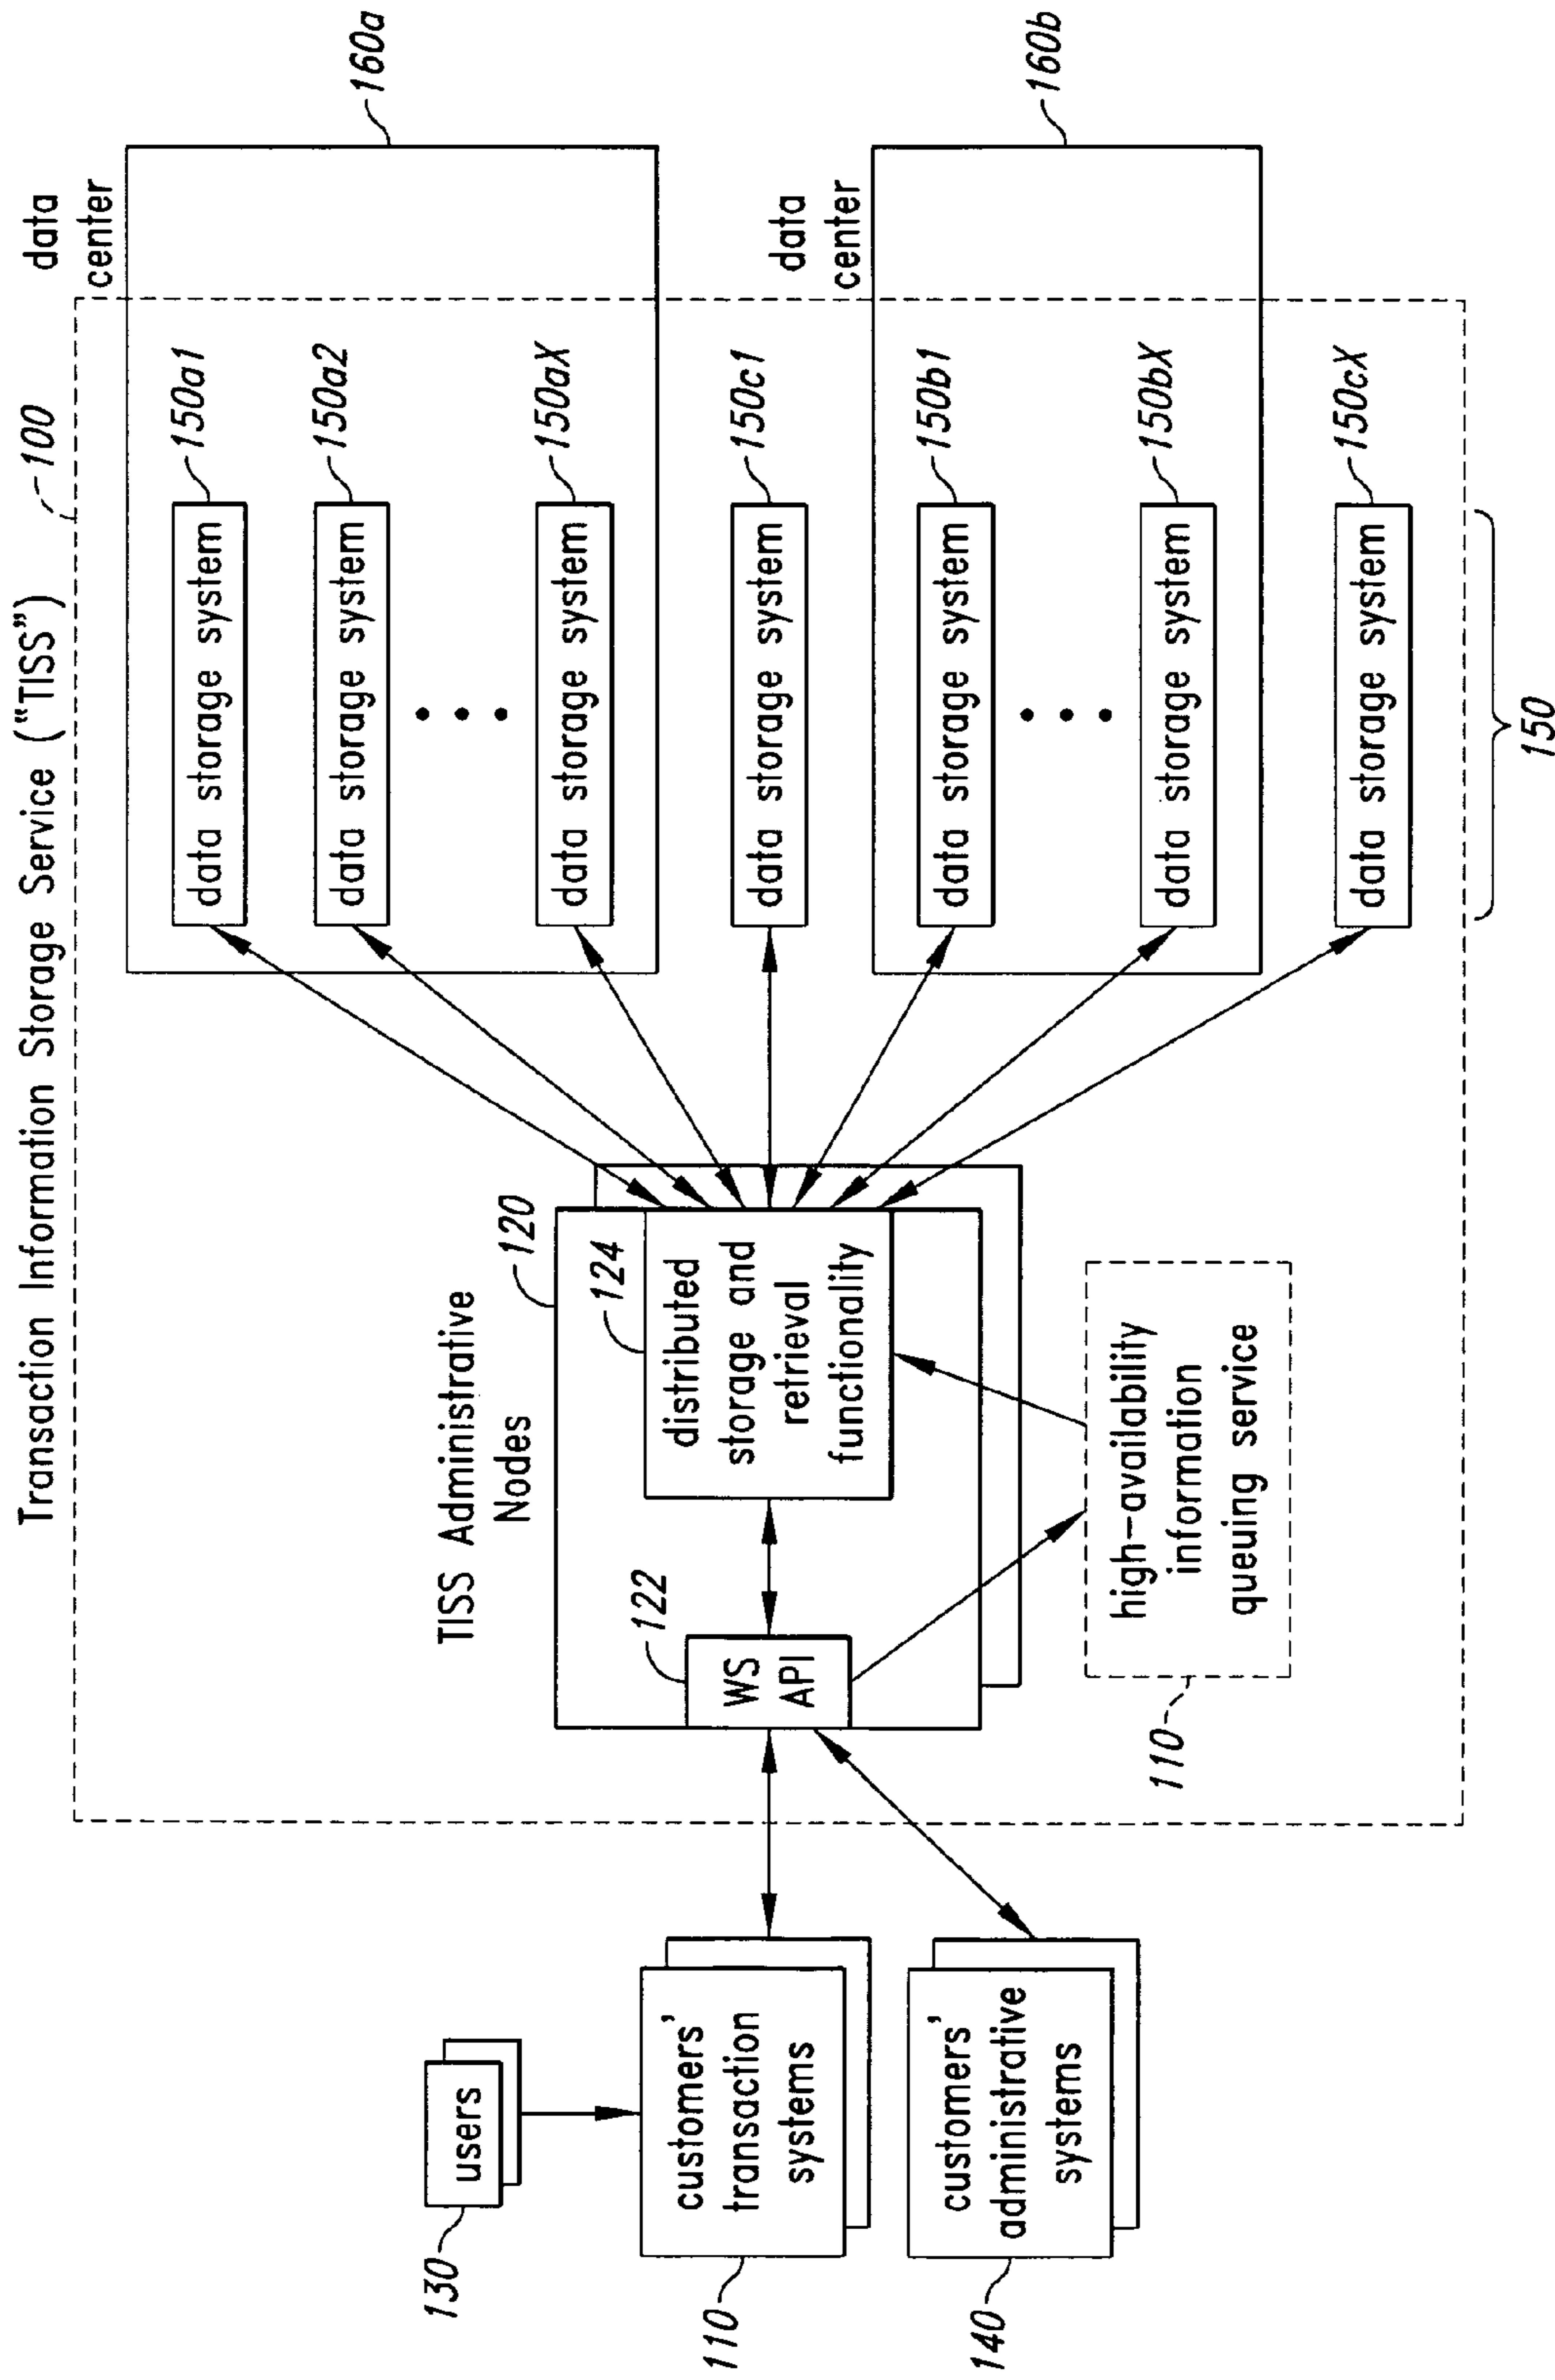 Transaction Information Storage Service (“TISS”)
100
data
center
160a
data storage system
150a1
data storage system
150a2
data storage system
150aX
data storage system
150c1
data
center
160b
data storage system
150b1
data storage system
150bX
data storage system
150cX
150
TISS Administrative
Nodes
120
122
WS
API
124
distributed
storage and
retrieval
functionality
high-availability
information
queuing service
110
130
users
customers’
transaction
systems
110
customers’
administrative
systems
140